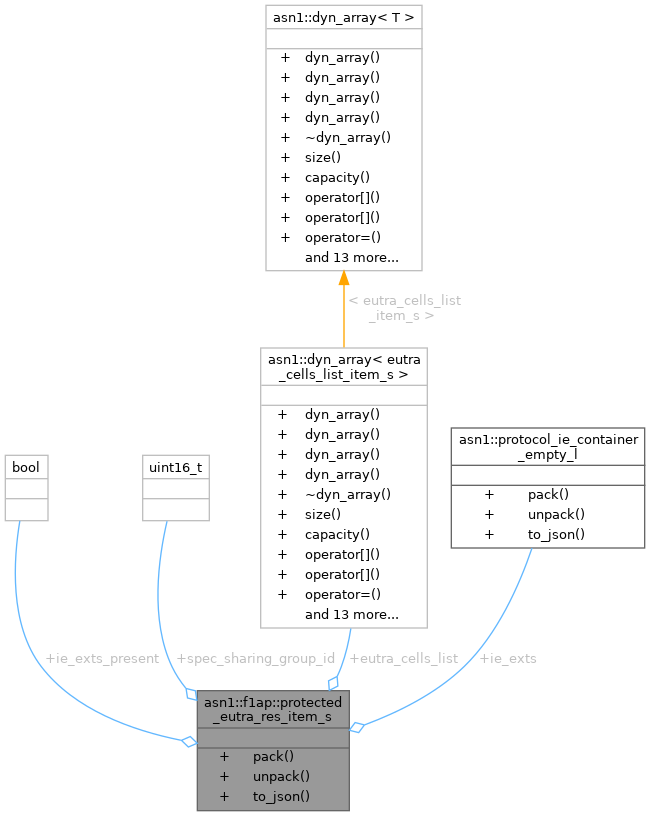 asn1::dyn_array< T >
+ dyn_array()
+ dyn_array()
+ dyn_array()
+ dyn_array()
+ ~dyn_array()
+ size()
+ capacity()
+ operator[]()
+ operator[]()
+ operator=()
and 13 more...
< eutra_cells_list
_item_s >
asn1::dyn_array< eutra
_cells_list_item_s >
+ dyn_array()
+ dyn_array()
+ dyn_array()
+ dyn_array()
+ ~dyn_array()
+ size()
+ capacity()
+ operator[]()
+ operator[]()
+ operator=()
and 13 more...
bool
uint16_t
asn1::protocol_ie_container
_empty_l
+ pack()
+ unpack()
+ to_json()
+ie_exts_present
+spec_sharing_group_id
+eutra_cells_list
+ie_exts
asn1::f1ap::protected
_eutra_res_item_s
+ pack()
+ unpack()
+ to_json()